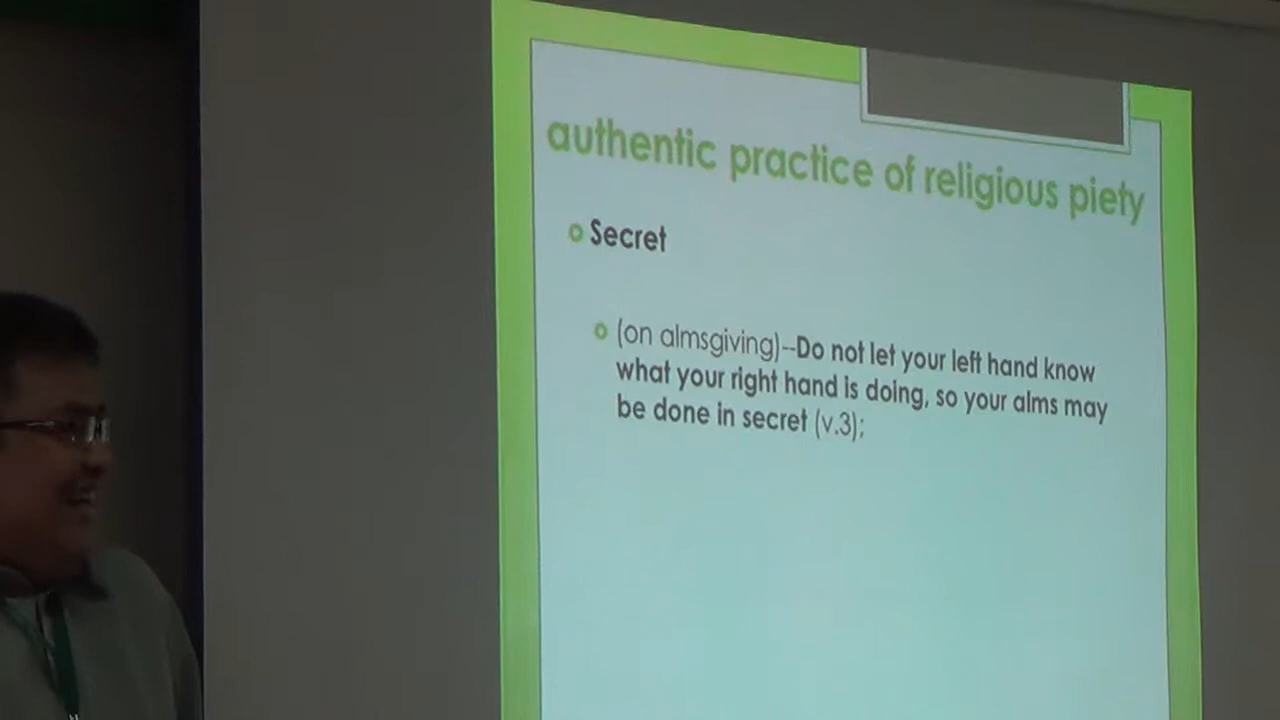 authentic practice of religious piety
Secret
(on almsgiving)--Do not let your left hand know
what your right hand is doing, so your alms may
be done in secret (v.3);